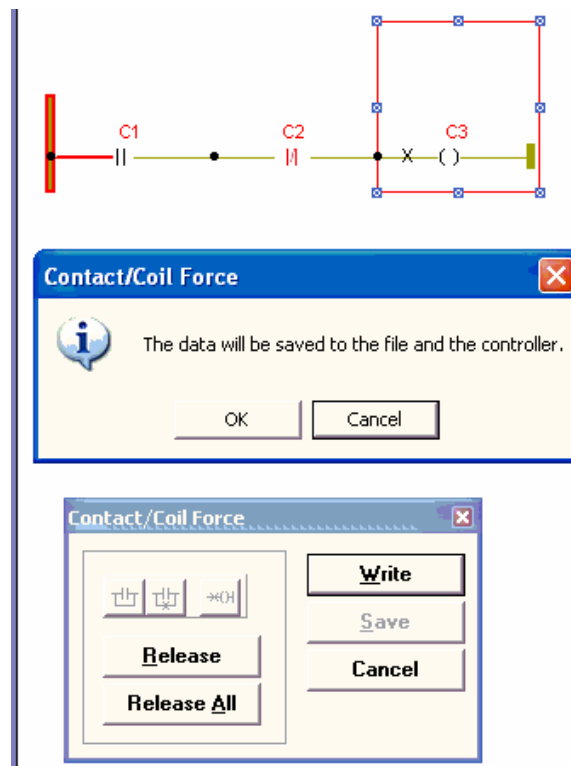 C1 C2 C3
X
Contact/Coil Force
The data will be saved to the file and the controller.
OK Cancel
Contact/Coil Force
Write
Save
Release
Cancel
Release All